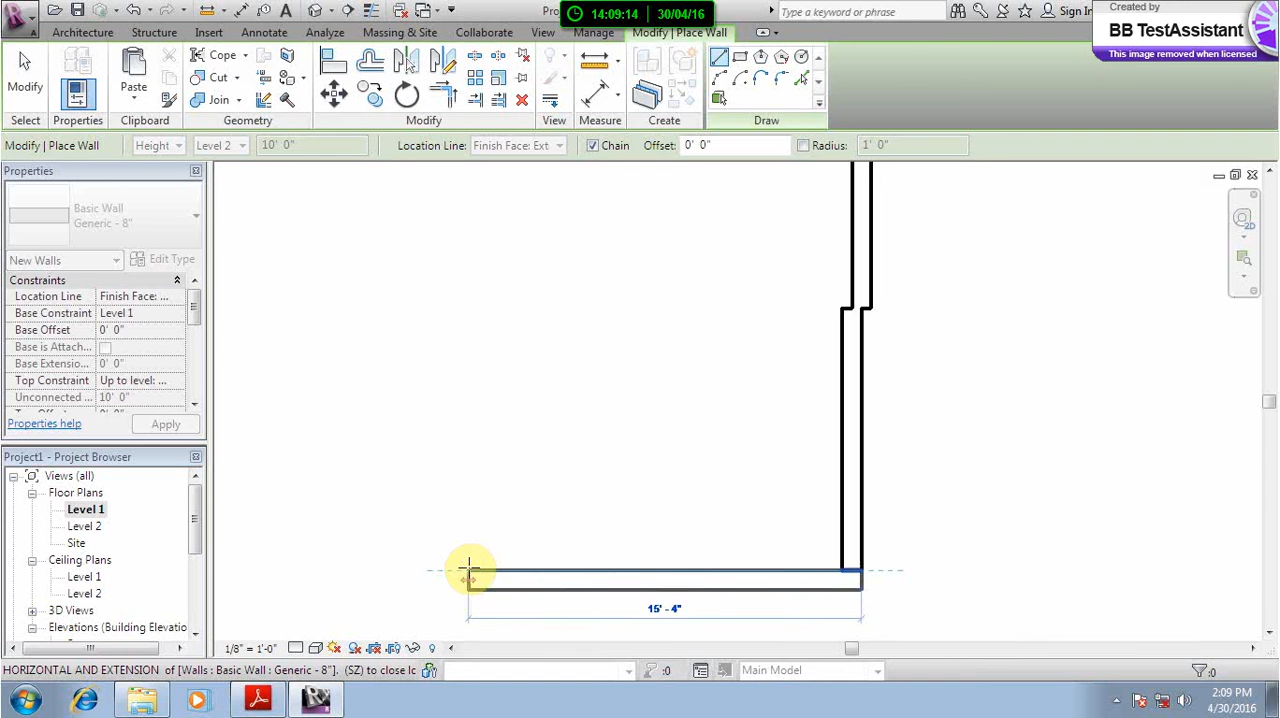 Pro
14:09:14 30/04/16
Type a keyword or phrase
Sign In
Created by
BB TestAssistant
This image removed when licensed
Architecture Structure Insert Annotate Analyze Massing & Site Collaborate View Manage Modify | Place Wall
Modify
Paste
Cope
Cut
Join
Select Properties Clipboard Geometry Modify View Measure Create Draw
Modify | Place Wall Height Level 2 10' 0" Location Line: Finish Face: Ext Chain Offset: 0' 0" Radius: 1' 0"
Properties
Basic Wall
Generic - 8"
New Walls Edit Type
Constraints
Location Line Finish Face: ...
Base Constraint Level 1
Base Offset 0' 0"
Base is Attach...
Base Extensio... 0' 0"
Top Constraint Up to level: ...
Unconnected ... 10' 0"
Properties help Apply
Project1 - Project Browser
Views (all)
Floor Plans
Level 1
Level 2
Site
Ceiling Plans
Level 1
Level 2
3D Views
Elevations (Building Elevatio
2D
15' - 4"
1/8" = 1'-0"
HORIZONTAL AND EXTENSION of [Walls : Basic Wall : Generic - 8"]. (SZ) to close lc :0 Main Model :0
2:09 PM
4/30/2016